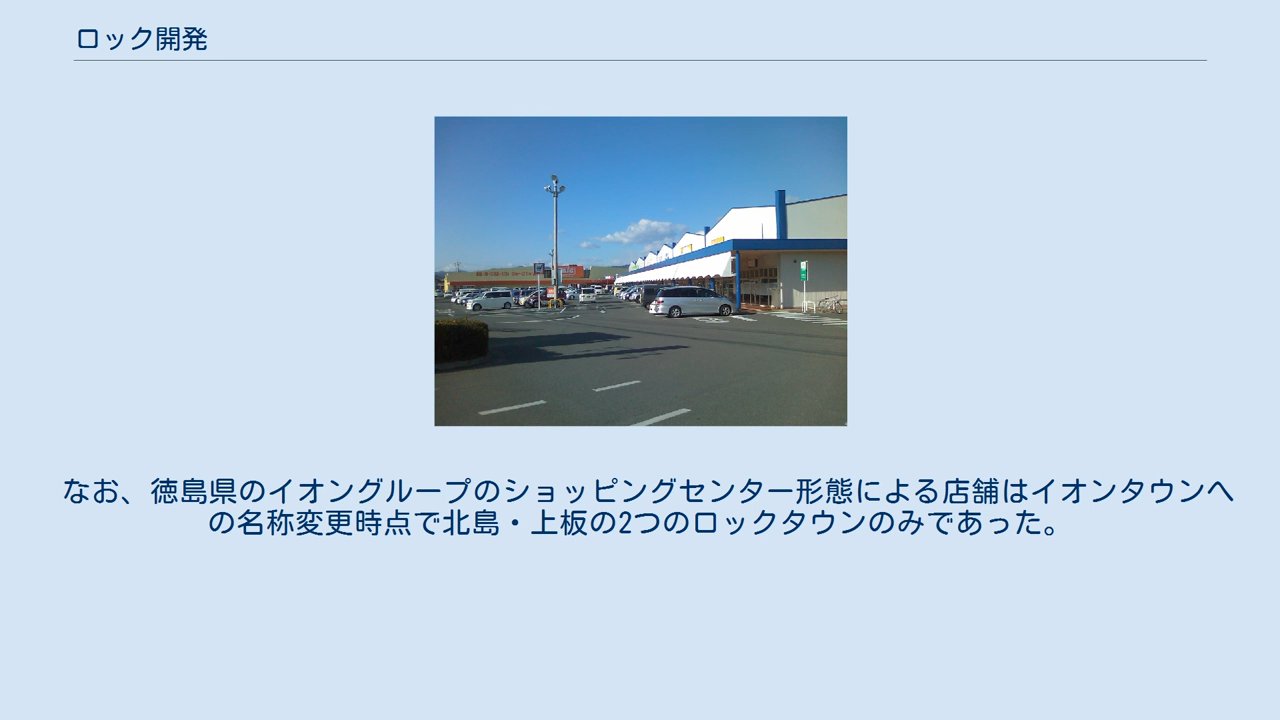 ロック開発
なお、徳島県のイオングループのショッピングセンター形態による店舗はイオンタウンへ
の名称変更時点で北島・上板の2つのロックタウンのみであった。